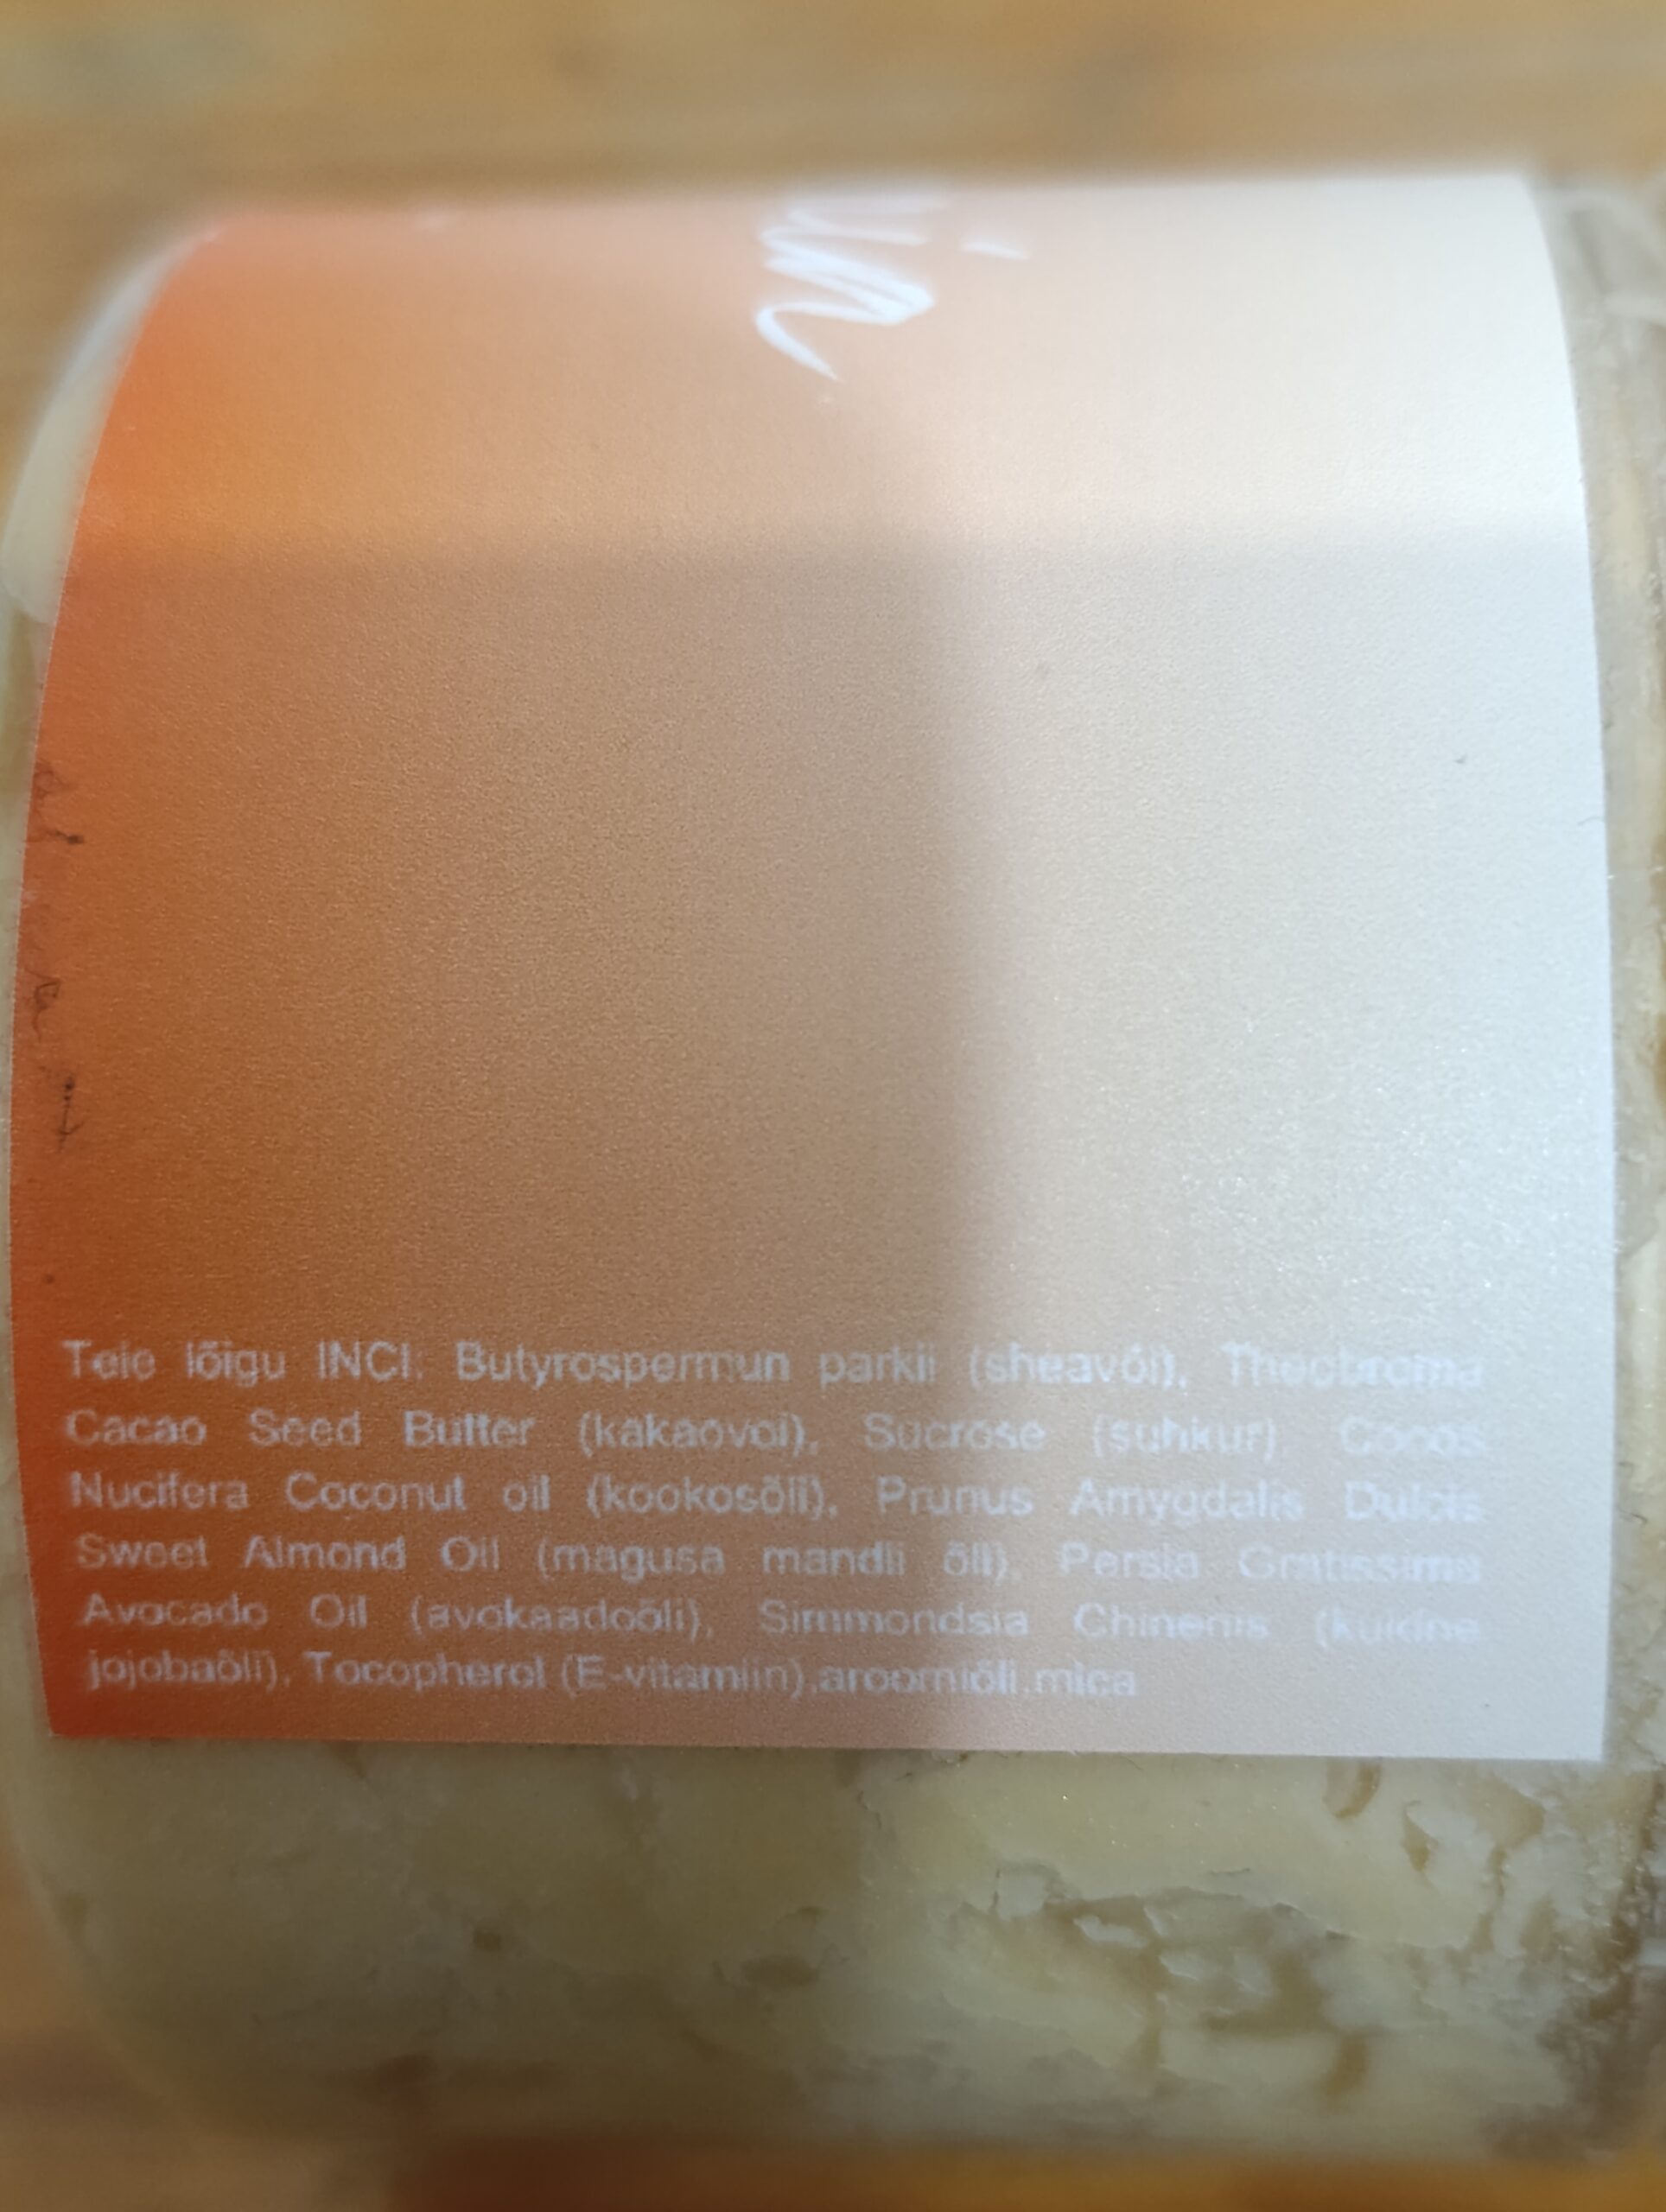 Teie lõigu INCI: Butyrospermun parkii (sheavõi), Theobroma
Cacao Seed Butter (kakaovoi), Sucrose (suhkur), Cocos
Nucifera Coconut oil (kookosõli), Prunus Amygdalis Dulcis
Sweet Almond Oil (magusa mandli õli), Persia Gratissima
Avocado Oil (avokaadoõli), Simmondsia Chinenis (kuldne
jojobaõli), Tocopherol (E-vitamiin),aroomiõli,mica